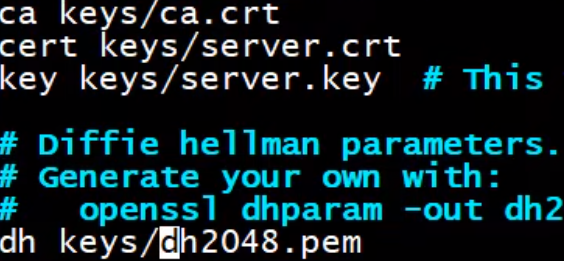 ca keys/ca.crt
cert keys/server.crt
key keys/server.key  # This

# Diffie hellman parameters.
# Generate your own with:
#   openssl dhparam -out dh2
dh keys/dh2048.pem